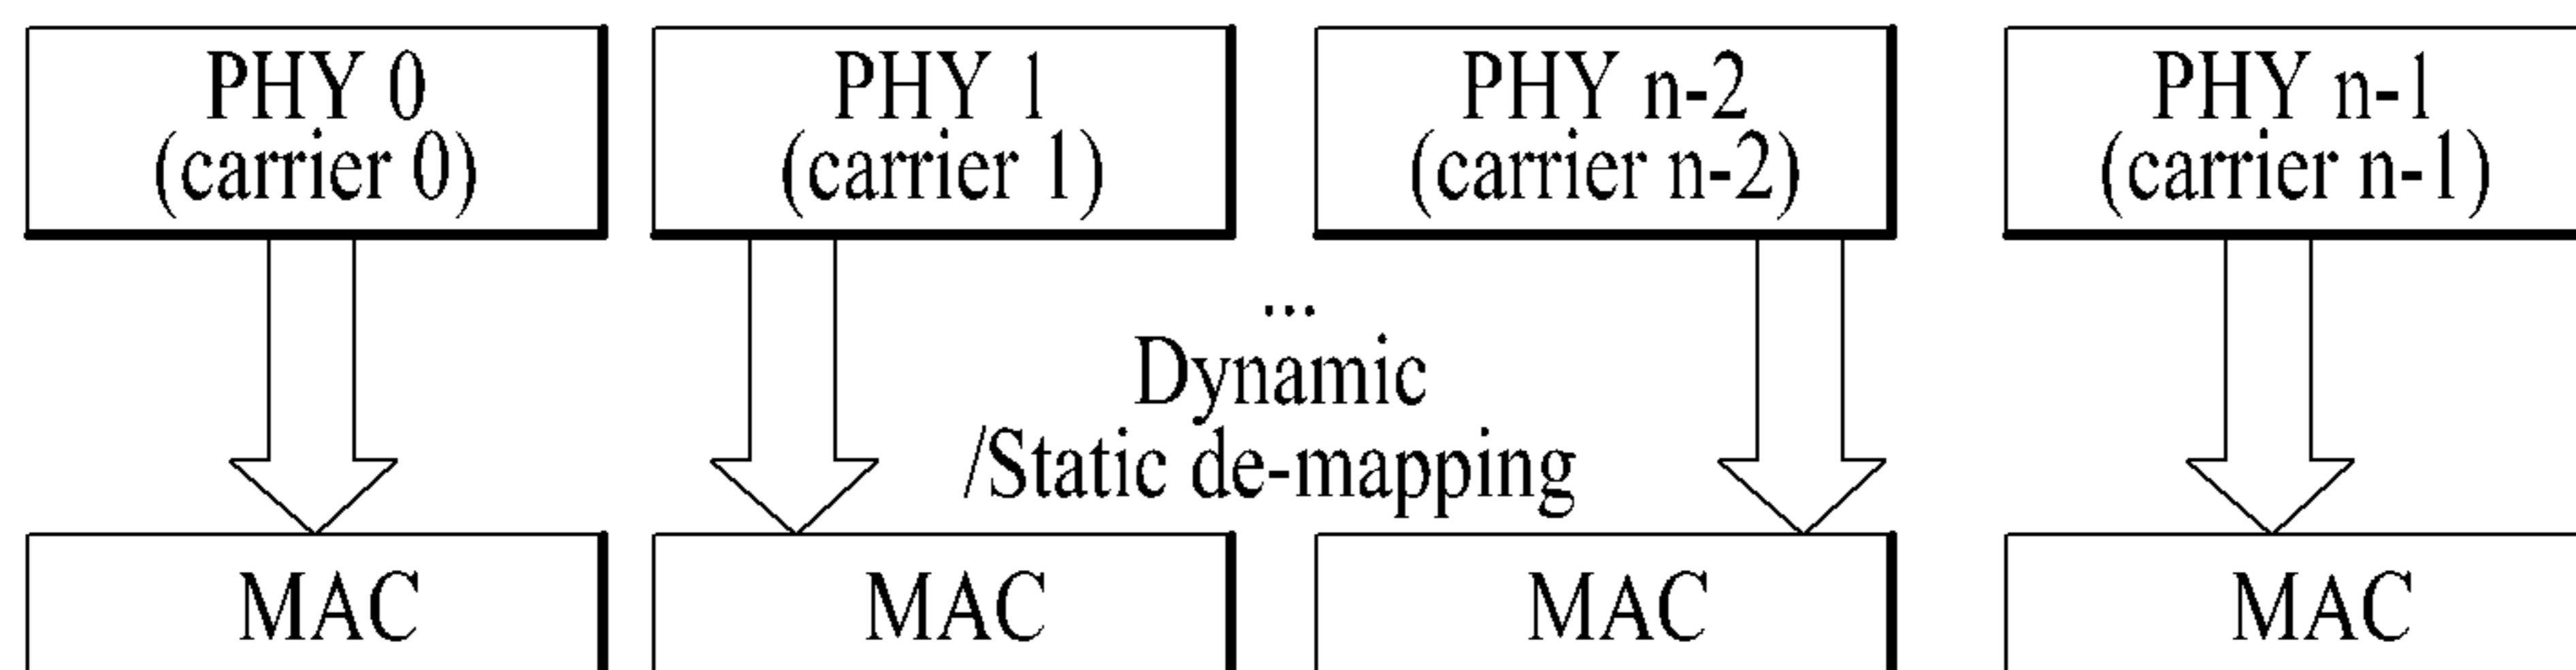 PHY 0
(carrier 0)
PHY 1
(carrier 1)
PHY n-2
(carrier n-2)
PHY n-1
(carrier n-1)
...
Dynamic
/Static de-mapping
MAC
MAC
MAC
MAC